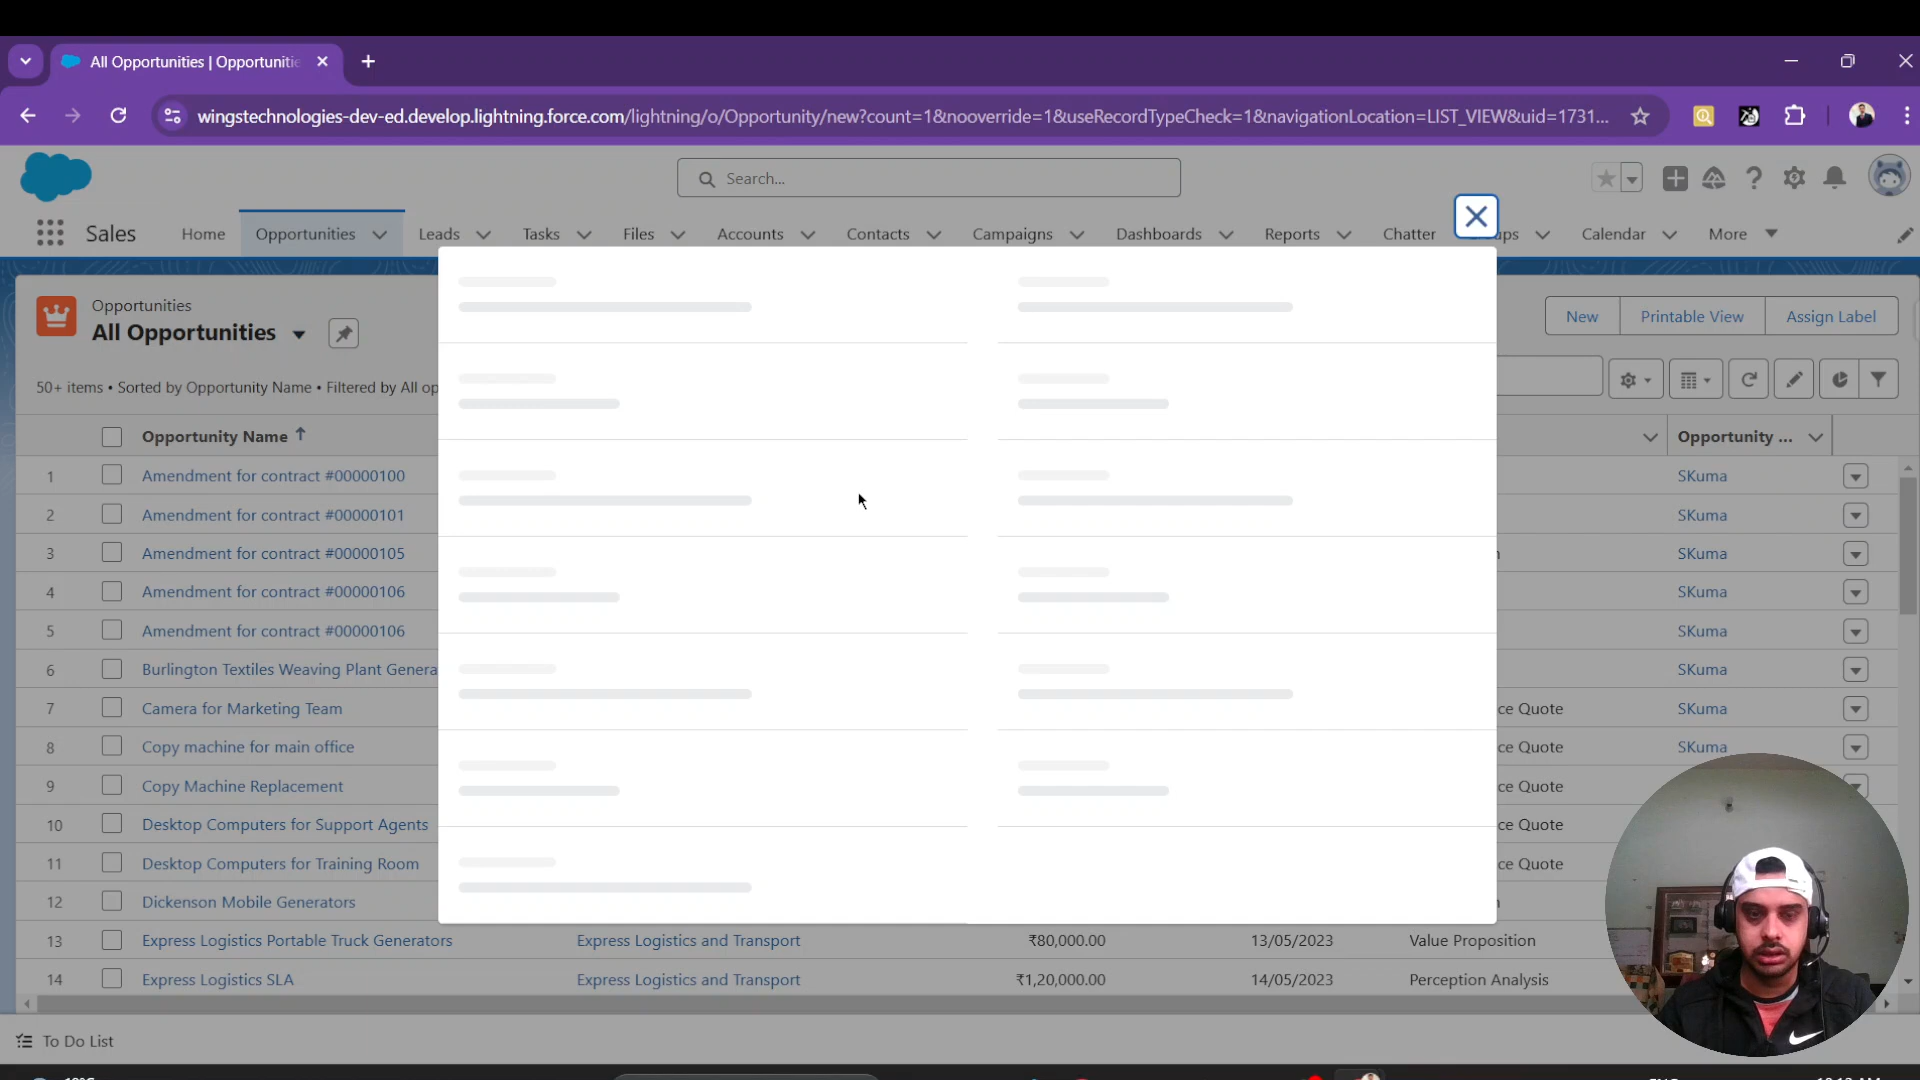 All Opportunities | Opportunitie
wingstechnologies-dev-ed.develop.lightning.force.com/lightning/o/Opportunity/new?count=1&nooverride=1&useRecordTypeCheck=1&navigationLocation=LIST_VIEW&uid=1731...
Search...
Sales Home Opportunities Leads Tasks Files Accounts Contacts Campaigns Dashboards Reports Chatter Calendar More
Opportunities
All Opportunities
New Printable View Assign Label
50+ items • Sorted by Opportunity Name • Filtered by All op
Opportunity Name Opportunity ...
1 Amendment for contract #00000100 SKuma
2 Amendment for contract #00000101 SKuma
3 Amendment for contract #00000105 SKuma
4 Amendment for contract #00000106 SKuma
5 Amendment for contract #00000106 SKuma
6 Burlington Textiles Weaving Plant Genera SKuma
7 Camera for Marketing Team ce Quote SKuma
8 Copy machine for main office ce Quote SKuma
9 Copy Machine Replacement ce Quote
10 Desktop Computers for Support Agents ce Quote
11 Desktop Computers for Training Room ce Quote
12 Dickenson Mobile Generators
13 Express Logistics Portable Truck Generators Express Logistics and Transport ₹80,000.00 13/05/2023 Value Proposition
14 Express Logistics SLA Express Logistics and Transport ₹1,20,000.00 14/05/2023 Perception Analysis
To Do List